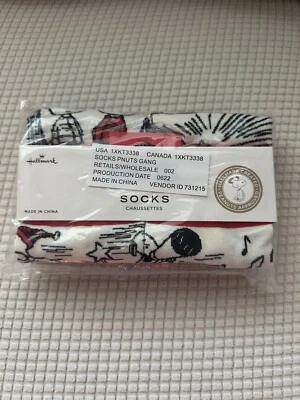 USA 1XKT3338 CANADA 1XKT3338
SOCKS PNUTS GANG
RETAILS/WHOLESALE 002
PRODUCTION DATE 0622
MADE IN CHINA VENDOR ID 731215
Hallmark
SOCKS
CHAUSSETTES
MADE IN CHINA